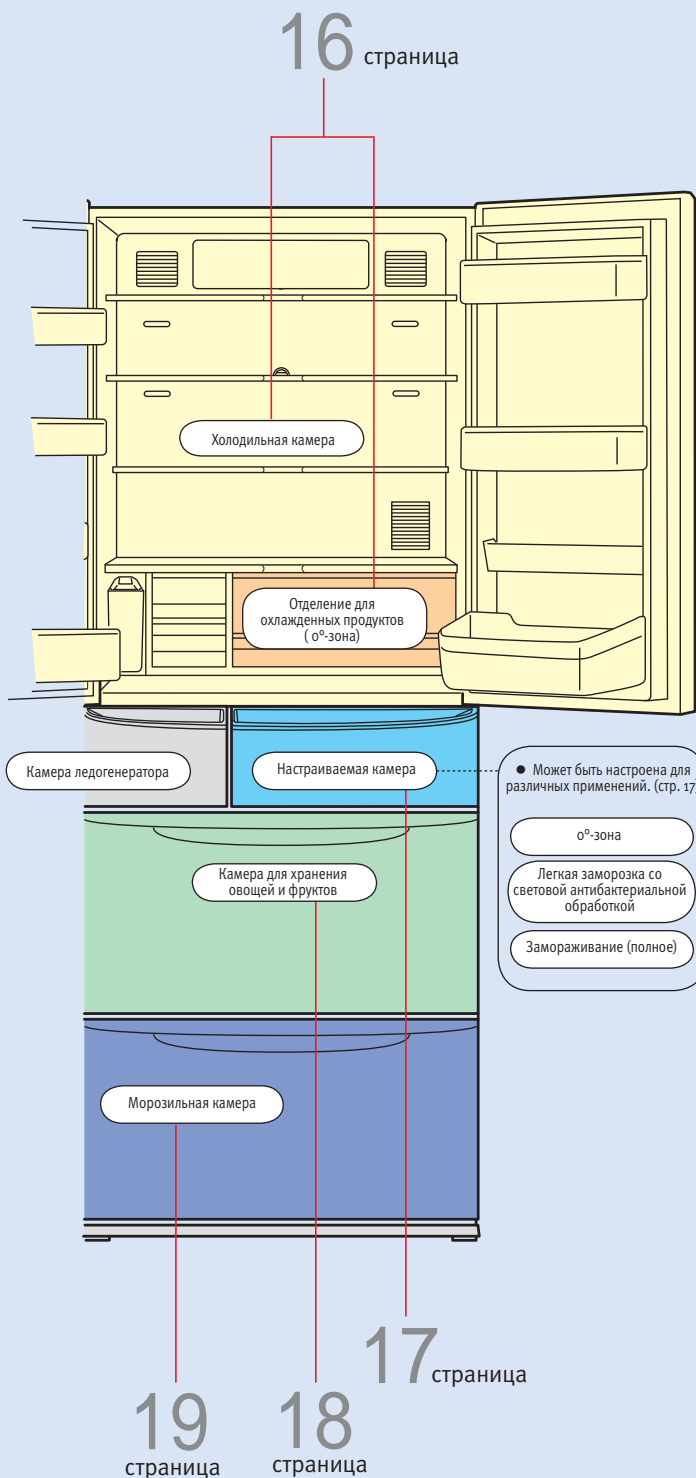 16 страница
Холодильная камера
Отделение для
охлажденных продуктов
( 0°-зона)
Камера ледогенератора
Настраиваемая камера
● Может быть настроена для
различных применений. (стр. 17)
0°-зона
Легкая заморозка со
световой антибактериальной
обработкой
Замораживание (полное)
Камера для хранения
овощей и фруктов
Морозильная камера
17 страница
19
страница
18
страница